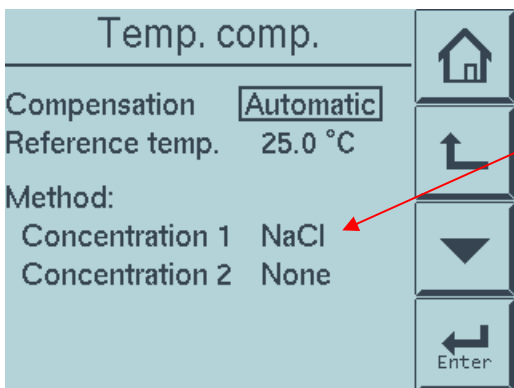 Temp. comp.
Compensation Automatic
Reference temp. 25.0 °C
Method:
Concentration 1 NaCl
Concentration 2 None
Enter